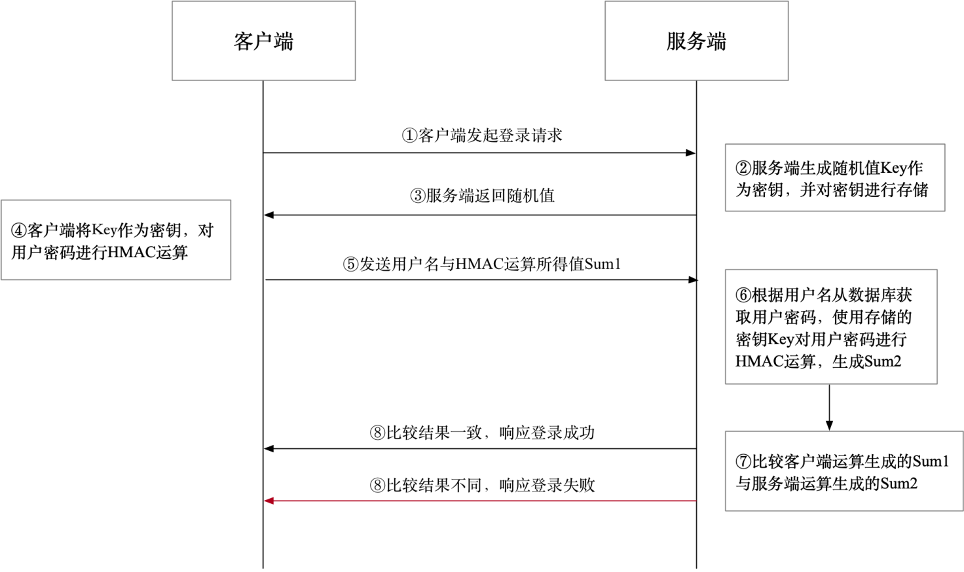 客户端
服务端
①客户端发起登录请求
②服务端生成随机值Key作
为密钥，并对密钥进行存储
③服务端返回随机值
④客户端将Key作为密钥，对
用户密码进行HMAC运算
⑤发送用户名与HMAC运算所得值Sum1
⑥根据用户名从数据库获
取用户密码，使用存储的
密钥Key对用户密码进行
HMAC运算，生成Sum2
⑧比较结果一致，响应登录成功
⑦比较客户端运算生成的Sum1
与服务端运算生成的Sum2
⑧比较结果不同，响应登录失败